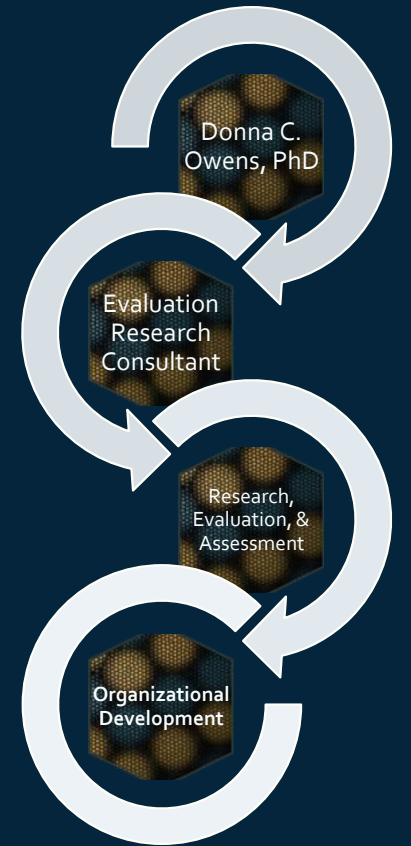 Donna C.
Owens, PhD
Evaluation
Research
Consultant
Research,
Evaluation, &
Assessment
Organizational
Development